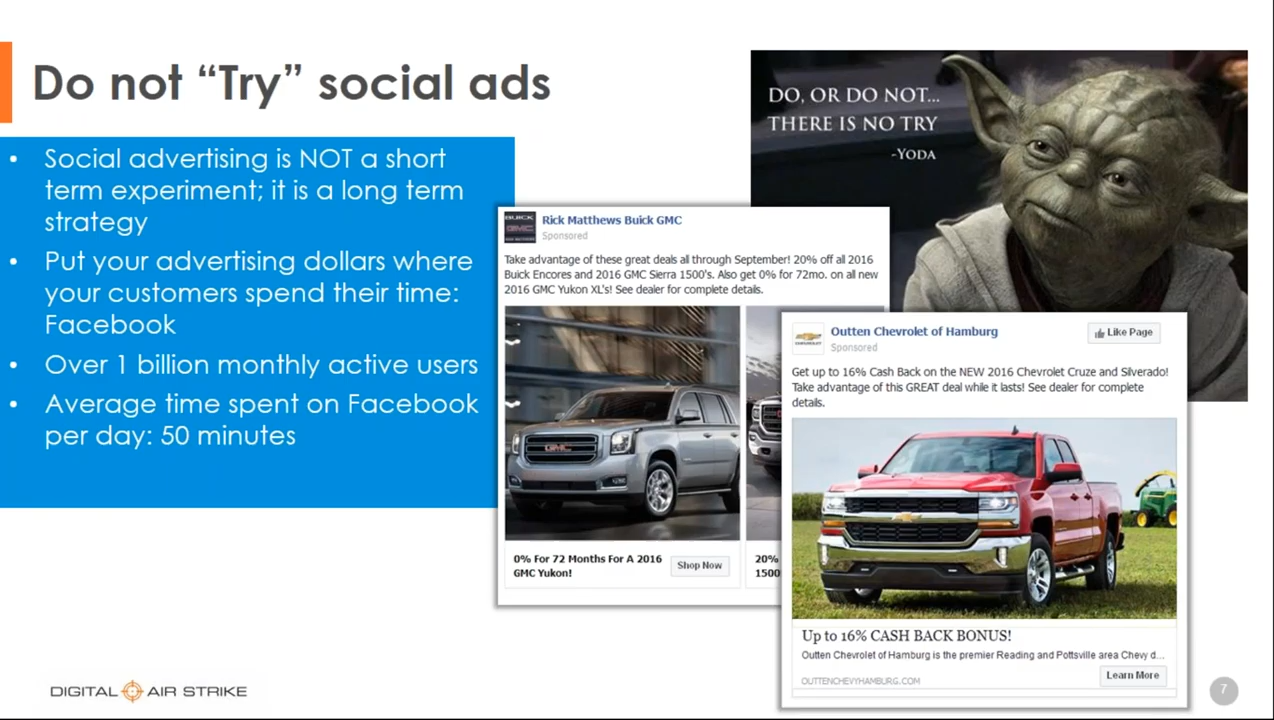 Do not “Try” social ads
• Social advertising is NOT a short
term experiment; it is a long term
strategy
• Put your advertising dollars where
your customers spend their time:
Facebook
• Over 1 billion monthly active users
• Average time spent on Facebook
per day: 50 minutes
DO, OR DO NOT...
THERE IS NO TRY
-YODA
BUICK
GMC
Rick Matthews Buick GMC
Sponsored
Take advantage of these great deals all through September! 20% off all 2016
Buick Encores and 2016 GMC Sierra 1500's. Also get 0% for 72mo. on all new
2016 GMC Yukon XL's! See dealer for complete details.
GMC
0% For 72 Months For A 2016
GMC Yukon!
Shop Now
20%
1500
Outten Chevrolet of Hamburg
Sponsored
Like Page
Get up to 16% Cash Back on the NEW 2016 Chevrolet Cruze and Silverado!
Take advantage of this GREAT deal while it lasts! See dealer for complete
details.
Up to 16% CASH BACK BONUS!
Outten Chevrolet of Hamburg is the premier Reading and Pottsville area Chevy d...
OUTTENCHEVYHAMBURG.COM
Learn More
DIGITAL AIR STRIKE
7